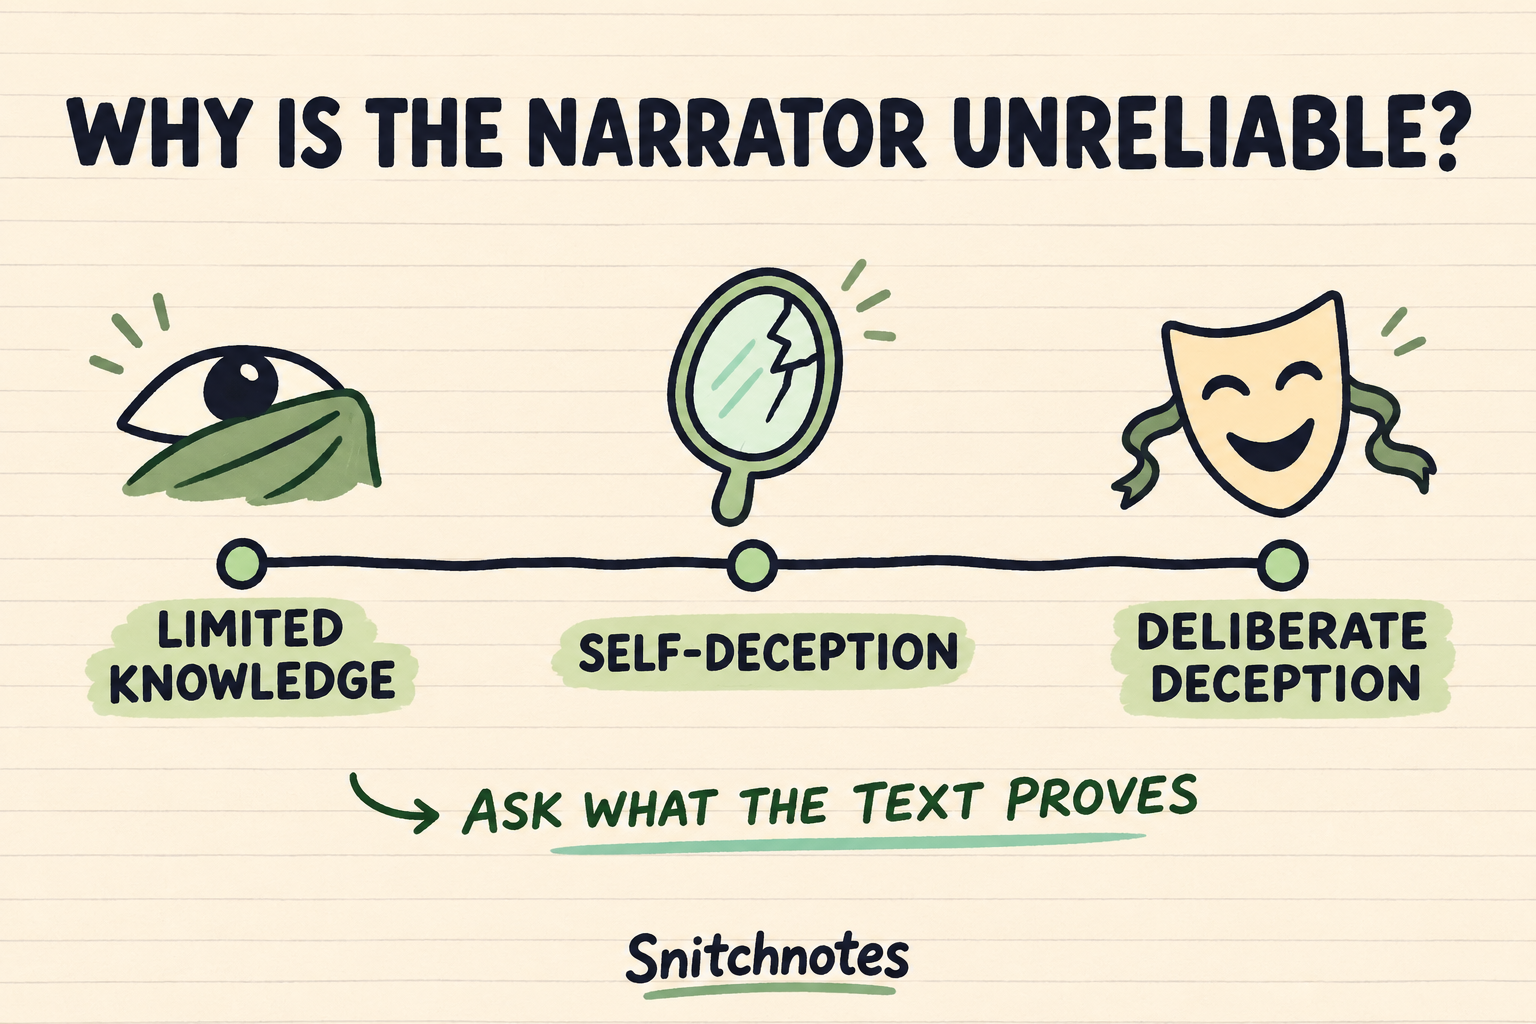 WHY IS THE NARRATOR UNRELIABLE?
LIMITED
KNOWLEDGE
SELF-DECEPTION
DELIBERATE
DECEPTION
ASK WHAT THE TEXT PROVES
Snitchnotes